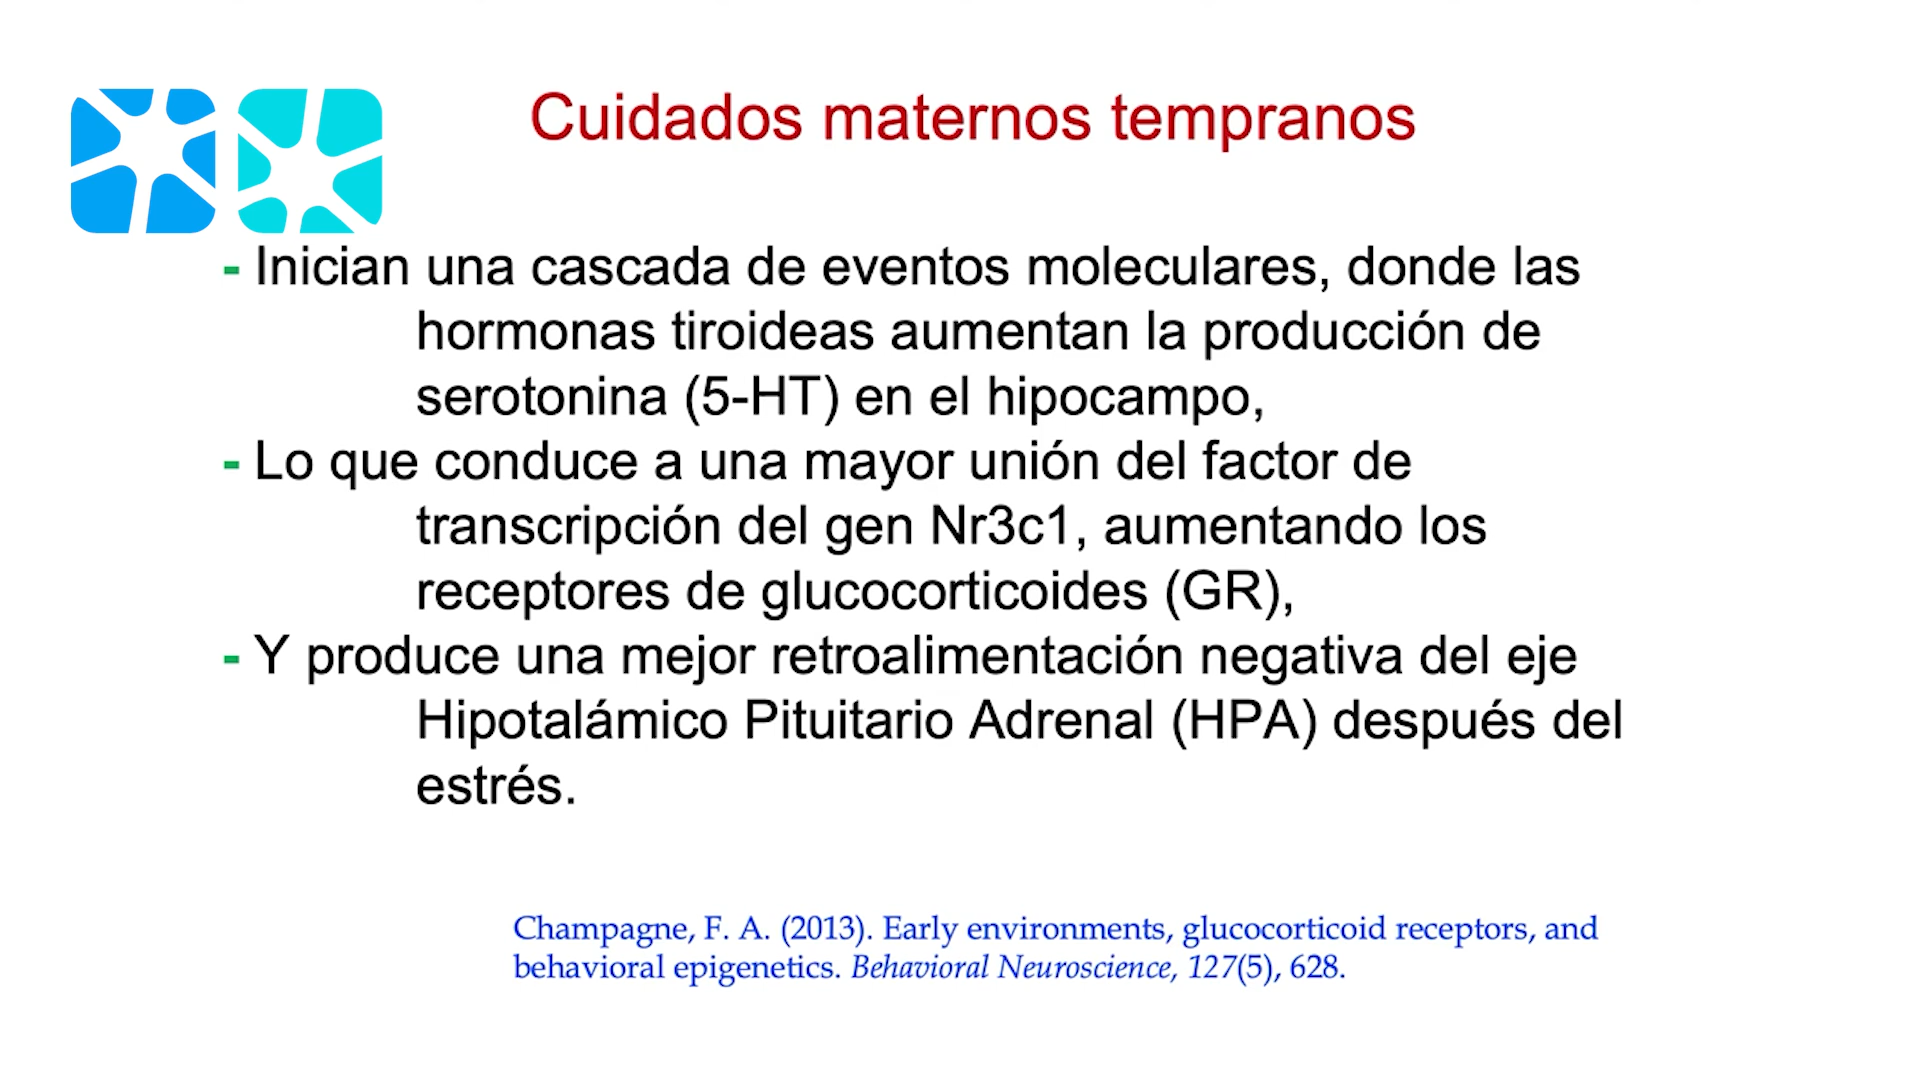 Cuidados maternos tempranos
- Inician una cascada de eventos moleculares, donde las
hormonas tiroideas aumentan la producción de
serotonina (5-HT) en el hipocampo,
- Lo que conduce a una mayor unión del factor de
transcripción del gen Nr3c1, aumentando los
receptores de glucocorticoides (GR),
- Y produce una mejor retroalimentación negativa del eje
Hipotalámico Pituitario Adrenal (HPA) después del
estrés.
Champagne, F. A. (2013). Early environments, glucocorticoid receptors, and
behavioral epigenetics. Behavioral Neuroscience, 127(5), 628.